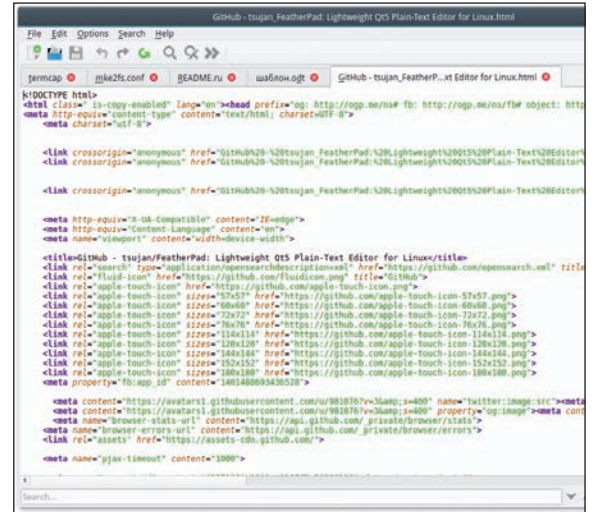 GitHub - tsujan_FeatherPad: Lightweight Qt5 Plain-Text Editor for Linux.html
File Edit Options Search Help
termcap mke2fs.conf README.ru шаблон.ogt GitHub - tsujan_FeatherP...xt Editor for Linux.html
<!DOCTYPE html>
<html class=" is-copy-enabled" lang="en"><head prefix="og: http://ogp.me/ns# fb: http://ogp.me/ns/fb# object: http
<meta http-equiv="content-type" content="text/html; charset=UTF-8">
<meta charset="utf-8">
<link crossorigin="anonymous" href="GitHub%20-%20tsujan_FeatherPad:%20Lightweight%20Qt5%20Plain-Text%20Editor%
<link crossorigin="anonymous" href="GitHub%20-%20tsujan_FeatherPad:%20Lightweight%20Qt5%20Plain-Text%20Editor%
<link crossorigin="anonymous" href="GitHub%20-%20tsujan_FeatherPad:%20Lightweight%20Qt5%20Plain-Text%20Editor%
<meta http-equiv="X-UA-Compatible" content="IE=edge">
<meta http-equiv="Content-Language" content="en">
<meta name="viewport" content="width=device-width">
<title>GitHub - tsujan/FeatherPad: Lightweight Qt5 Plain-Text Editor for Linux</title>
<link rel="search" type="application/opensearchdescription+xml" href="https://github.com/opensearch.xml" title
<link rel="fluid-icon" href="https://github.com/fluidicon.png" title="GitHub">
<link rel="apple-touch-icon" href="https://github.com/apple-touch-icon.png">
<link rel="apple-touch-icon" sizes="57x57" href="https://github.com/apple-touch-icon-57x57.png">
<link rel="apple-touch-icon" sizes="60x60" href="https://github.com/apple-touch-icon-60x60.png">
<link rel="apple-touch-icon" sizes="72x72" href="https://github.com/apple-touch-icon-72x72.png">
<link rel="apple-touch-icon" sizes="76x76" href="https://github.com/apple-touch-icon-76x76.png">
<link rel="apple-touch-icon" sizes="114x114" href="https://github.com/apple-touch-icon-114x114.png">
<link rel="apple-touch-icon" sizes="120x120" href="https://github.com/apple-touch-icon-120x120.png">
<link rel="apple-touch-icon" sizes="144x144" href="https://github.com/apple-touch-icon-144x144.png">
<link rel="apple-touch-icon" sizes="152x152" href="https://github.com/apple-touch-icon-152x152.png">
<link rel="apple-touch-icon" sizes="180x180" href="https://github.com/apple-touch-icon-180x180.png">
<meta property="fb:app_id" content="1401488693436528">
<meta content="https://avatars1.githubusercontent.com/u/981076?v=3&amp;s=400" name="twitter:image:src"><meta
<meta content="https://avatars1.githubusercontent.com/u/981076?v=3&amp;s=400" property="og:image"><meta cont
<meta name="browser-stats-url" content="https://api.github.com/_private/browser/stats">
<meta name="browser-errors-url" content="https://api.github.com/_private/browser/errors">
<link rel="assets" href="https://assets-cdn.github.com/">
<meta name="pjax-timeout" content="1000">
Search...